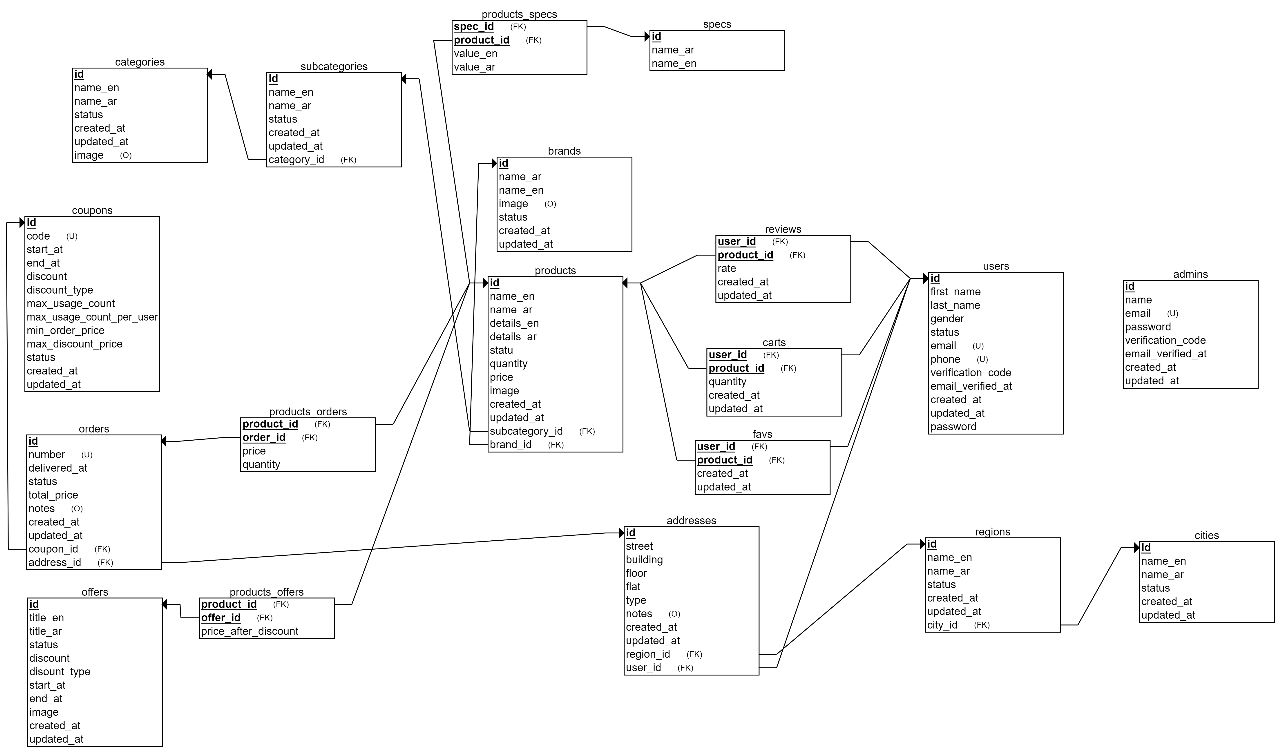 products_specs
spec_id (FK)
product_id (FK)
value_en
value_ar
specs
id
name_ar
name_en
categories
id
name_en
name_ar
status
created_at
updated_at
image (O)
subcategories
Id
name_en
name_ar
status
created_at
updated_at
category_id (FK)
brands
id
name_ar
name_en
image (O)
status
created_at
updated_at
coupons
Id
code (U)
start_at
end_at
discount
discount_type
max_usage_count
max_usage_count_per_user
min_order_price
max_discount_price
status
created_at
updated_at
products
id
name_en
name_ar
details_en
details_ar
statu
quantity
price
image
created_at
updated_at
subcategory_id (FK)
brand_id (FK)
reviews
user_id (FK)
product_id (FK)
rate
created_at
updated_at
users
id
first_name
last_name
gender
status
email (U)
phone (U)
verification_code
email_verified_at
created_at
updated_at
password
admins
id
name
email (U)
password
verification_code
email_verified_at
created_at
updated_at
carts
user_id (FK)
product_id (FK)
quantity
created_at
updated_at
products_orders
product_id (FK)
order_id (FK)
price
quantity
orders
id
number (U)
delivered_at
status
total_price
notes (O)
created_at
updated_at
coupon_id (FK)
address_id (FK)
favs
user_id (FK)
product_id (FK)
created_at
updated_at
addresses
id
street
building
floor
flat
type
notes (O)
created_at
updated_at
region_id (FK)
user_id (FK)
regions
id
name_en
name_ar
status
created_at
updated_at
city_id (FK)
cities
Id
name_en
name_ar
status
created_at
updated_at
offers
id
title_en
title_ar
status
discount
disount_type
start_at
end_at
image
created_at
updated_at
products_offers
product_id (FK)
offer_id (FK)
price_after_discount